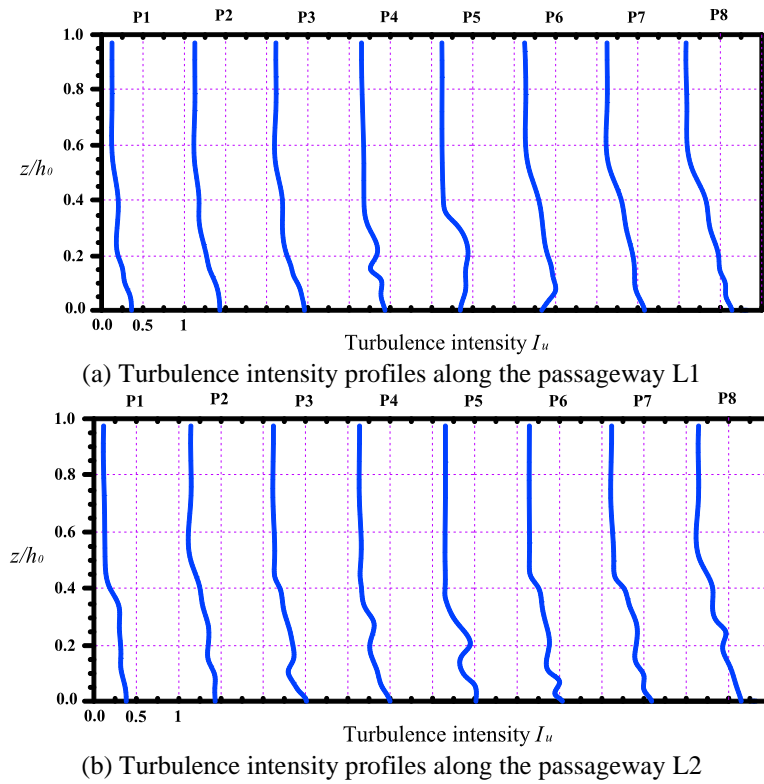 P1 P2 P3 P4 P5 P6 P7 P8
1.0
0.8
0.6
z/h0
0.4
0.2
0.0
0.0 0.5 1
Turbulence intensity Iu
(a) Turbulence intensity profiles along the passageway L1
P1 P2 P3 P4 P5 P6 P7 P8
1.0
0.8
0.6
z/h0
0.4
0.2
0.0
0.0 0.5 1
Turbulence intensity Iu
(b) Turbulence intensity profiles along the passageway L2